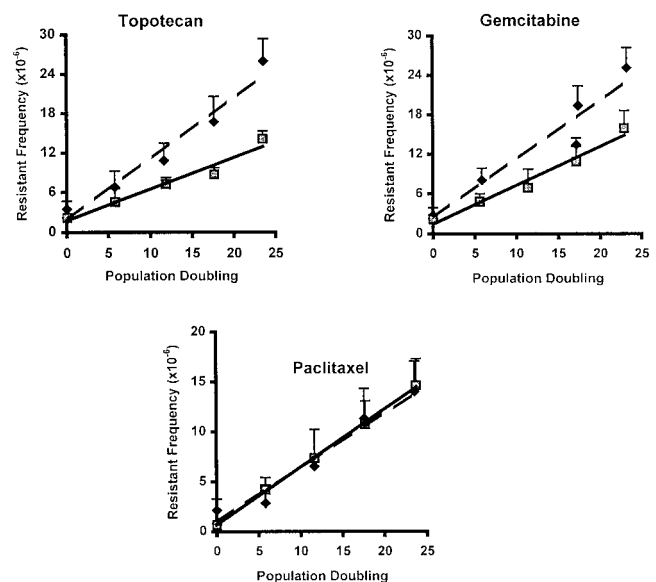 Topotecan
Gemcitabine
Resistant Frequency (x10⁻⁶)
30
24
18
12
6
0
0 5 10 15 20 25
Population Doubling
Resistant Frequency (x10⁻⁶)
30
24
18
12
6
0
0 5 10 15 20 25
Population Doubling
Paclitaxel
Resistant Frequency (x10⁻⁶)
20
15
10
5
0
0 5 10 15 20 25
Population Doubling